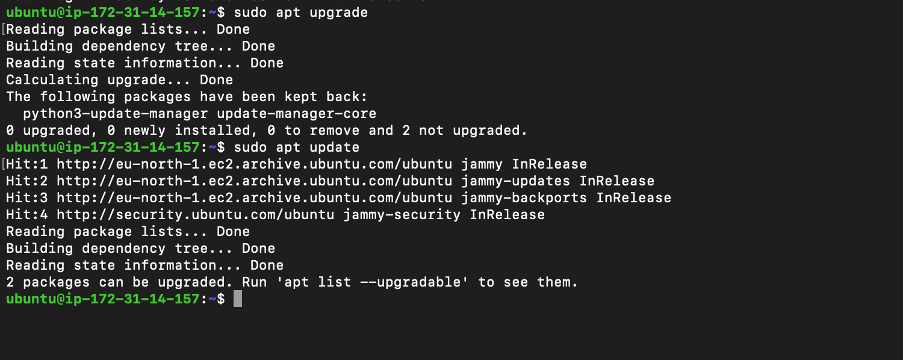 ubuntu@ip-172-31-14-157:~$ sudo apt upgrade
[Reading package lists... Done
Building dependency tree... Done
Reading state information... Done
Calculating upgrade... Done
The following packages have been kept back:
  python3-update-manager update-manager-core
0 upgraded, 0 newly installed, 0 to remove and 2 not upgraded.
ubuntu@ip-172-31-14-157:~$ sudo apt update
[Hit:1 http://eu-north-1.ec2.archive.ubuntu.com/ubuntu jammy InRelease
Hit:2 http://eu-north-1.ec2.archive.ubuntu.com/ubuntu jammy-updates InRelease
Hit:3 http://eu-north-1.ec2.archive.ubuntu.com/ubuntu jammy-backports InRelease
Hit:4 http://security.ubuntu.com/ubuntu jammy-security InRelease
Reading package lists... Done
Building dependency tree... Done
Reading state information... Done
2 packages can be upgraded. Run 'apt list --upgradable' to see them.
ubuntu@ip-172-31-14-157:~$